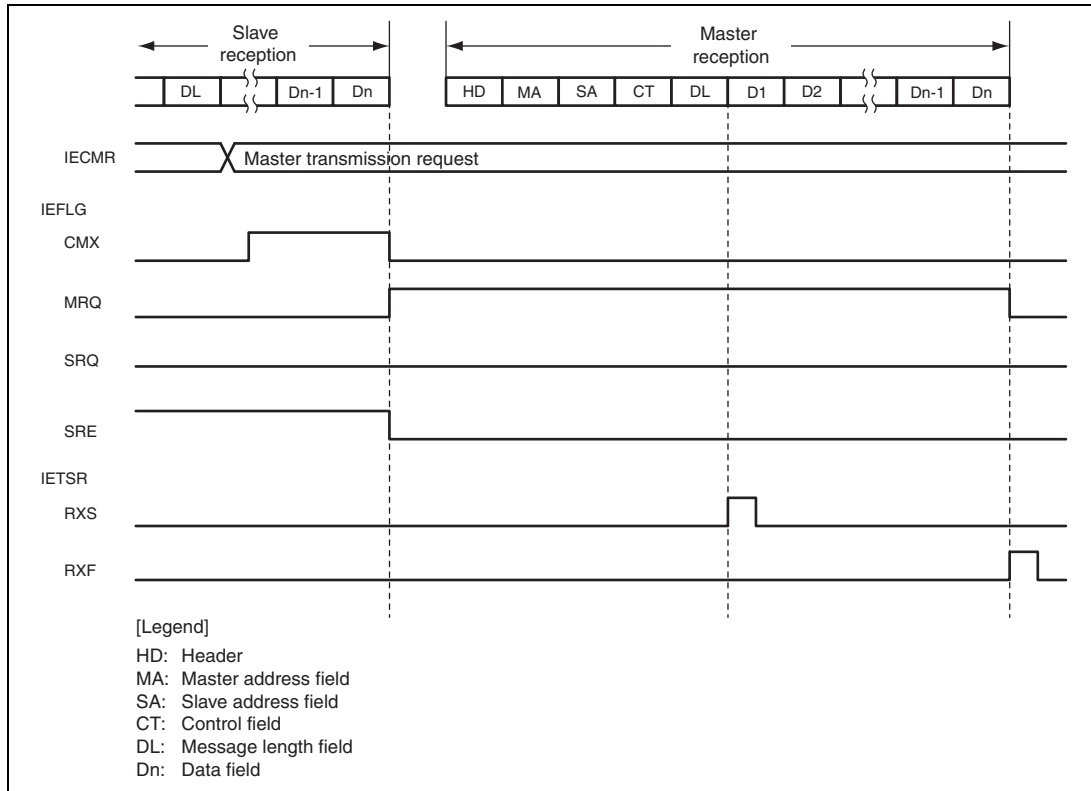 Slave
reception
Master
reception
DL Dn-1 Dn HD MA SA CT DL D1 D2 Dn-1 Dn
IECMR Master transmission request
IEFLG
CMX
MRQ
SRQ
SRE
IETSR
RXS
RXF
[Legend]
HD: Header
MA: Master address field
SA: Slave address field
CT: Control field
DL: Message length field
Dn: Data field